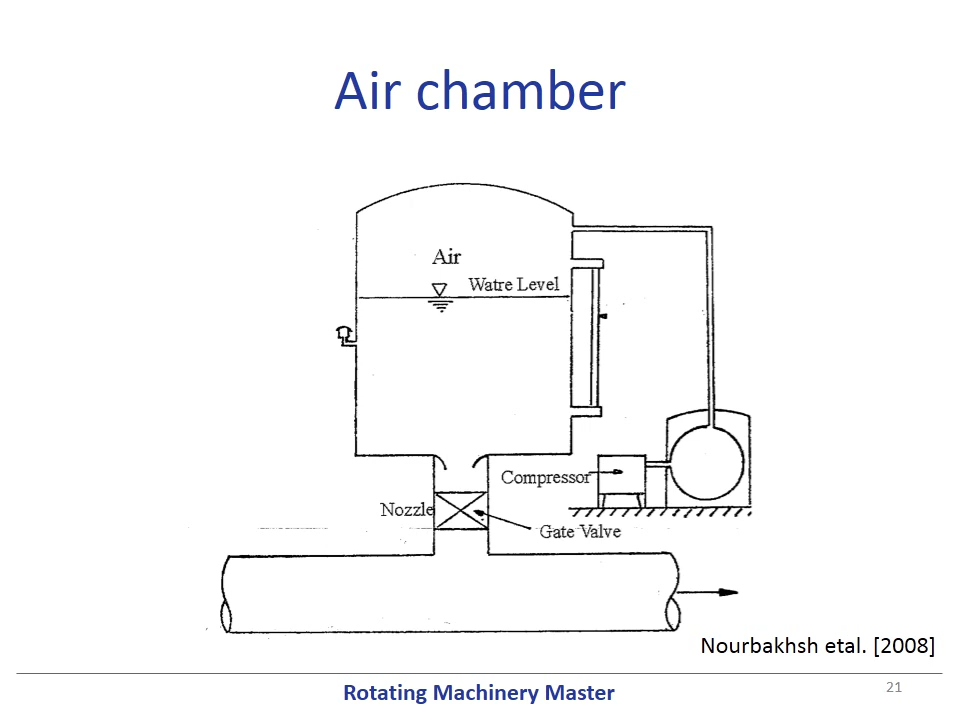 Air chamber
Air
Watre Level
Compressor
Nozzle
Gate Valve
Nourbakhsh etal. [2008]
Rotating Machinery Master
21